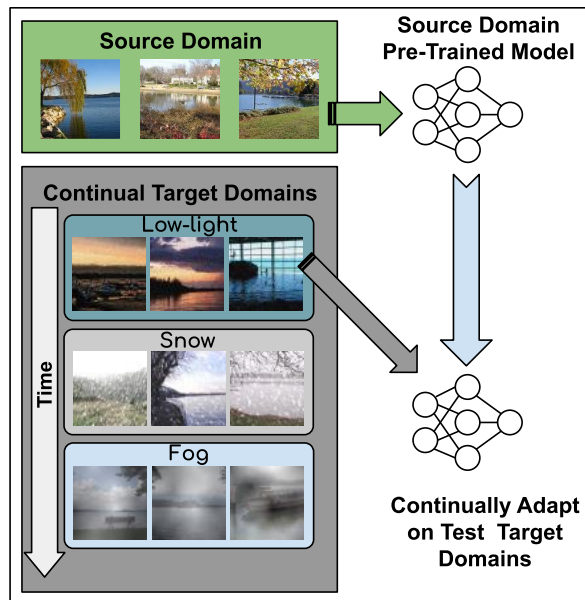 Source Domain
Source Domain
Pre-Trained Model
Continual Target Domains
Low-light
Snow
Fog
Time
Continually Adapt
on Test Target
Domains